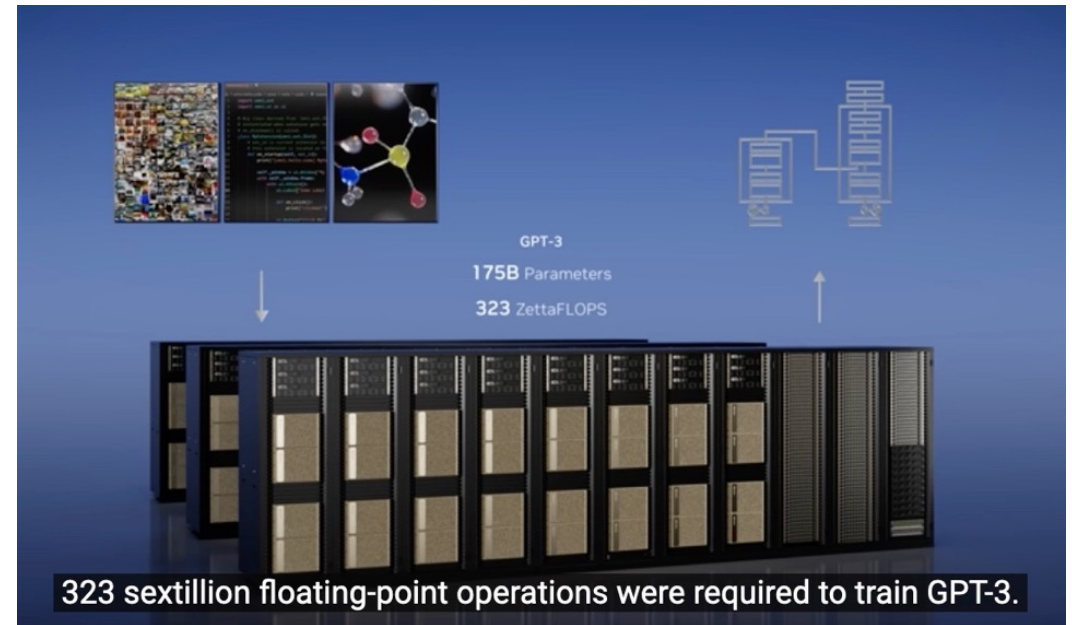 GPT-3
175B Parameters
323 ZettaFLOPS
323 sextillion floating-point operations were required to train GPT-3.